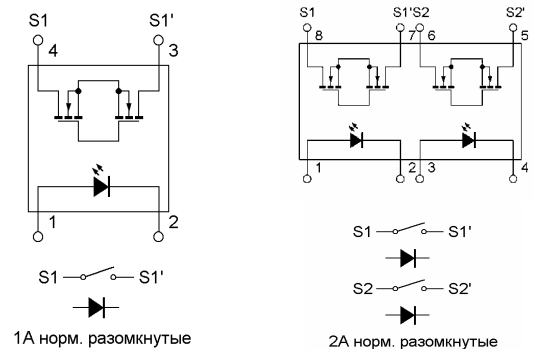 S1 S1'
4 3
1 2
S1 S1'
1А норм. разомкнутые
S1 S1' S2 S2'
8 7 6 5
1 2 3 4
S1 S1'
S2 S2'
2А норм. разомкнутые